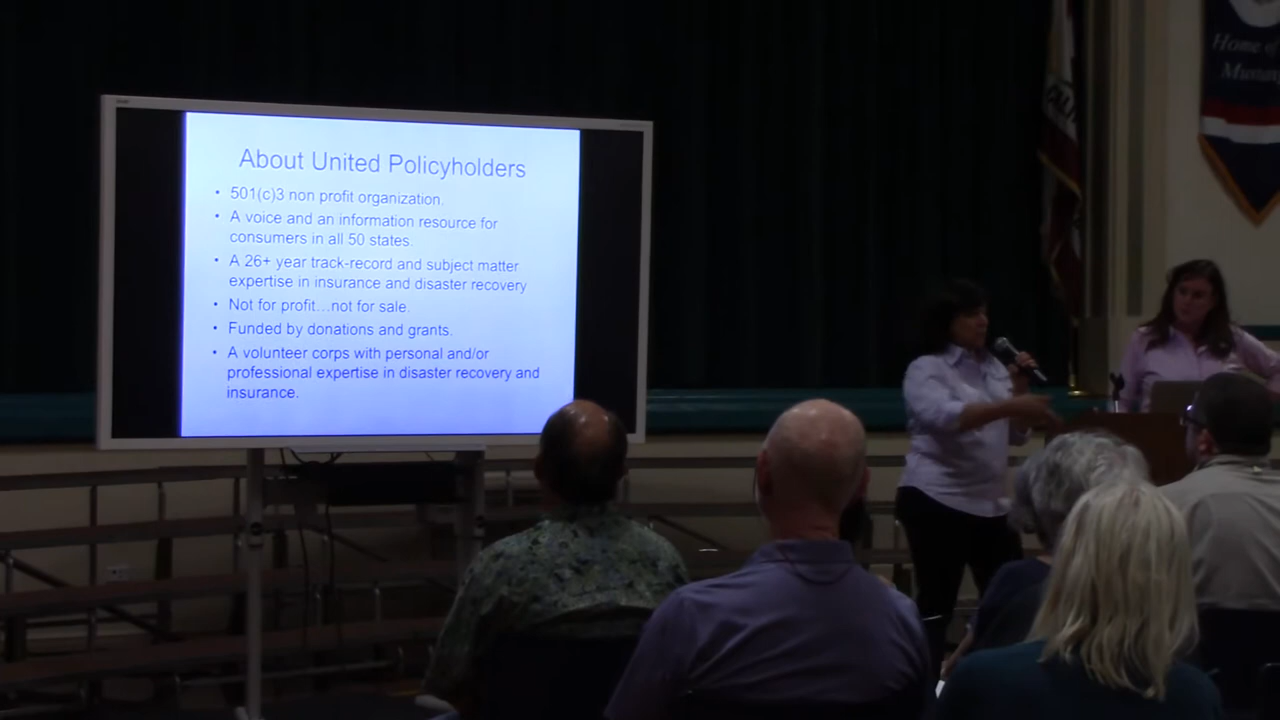 About United Policyholders
• 501(c)3 non profit organization.
• A voice and an information resource for
consumers in all 50 states.
• A 26+ year track-record and subject matter
expertise in insurance and disaster recovery
• Not for profit…not for sale.
• Funded by donations and grants.
• A volunteer corps with personal and/or
professional expertise in disaster recovery and
insurance.
Home